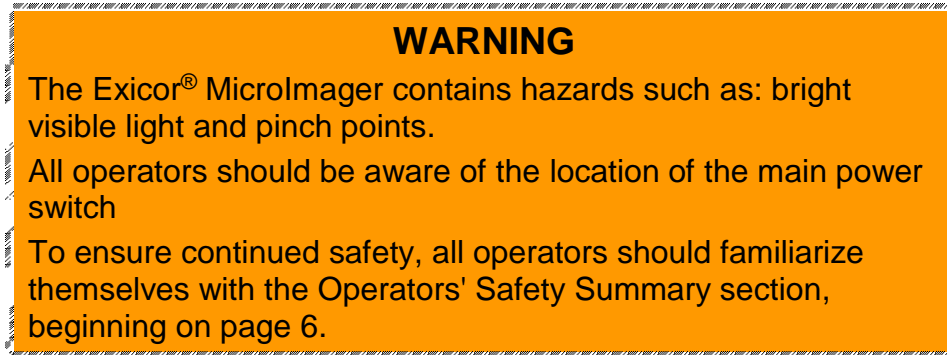 WARNING
The Exicor® MicroImager contains hazards such as: bright
visible light and pinch points.
All operators should be aware of the location of the main power
switch
To ensure continued safety, all operators should familiarize
themselves with the Operators' Safety Summary section,
beginning on page 6.